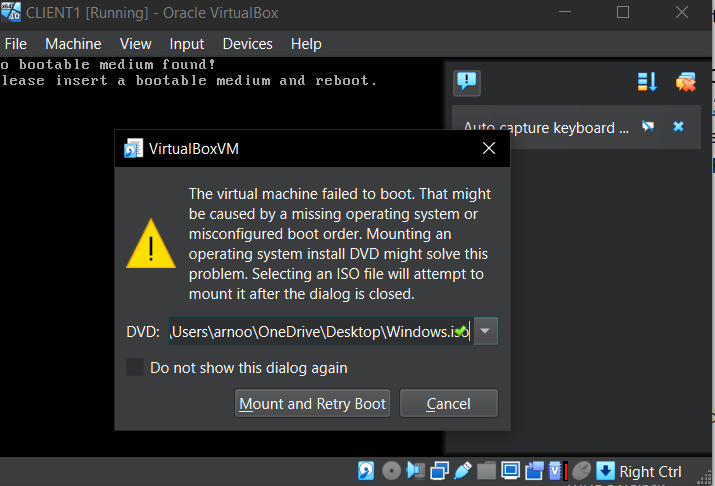 CLIENT1 [Running] - Oracle VirtualBox
File Machine View Input Devices Help
o bootable medium found!
lease insert a bootable medium and reboot.
Auto capture keyboard ...
VirtualBoxVM
The virtual machine failed to boot. That might
be caused by a missing operating system or
misconfigured boot order. Mounting an
operating system install DVD might solve this
problem. Selecting an ISO file will attempt to
mount it after the dialog is closed.
DVD: \Users\arnoo\OneDrive\Desktop\Windows.iso
Do not show this dialog again
Mount and Retry Boot Cancel
Right Ctrl